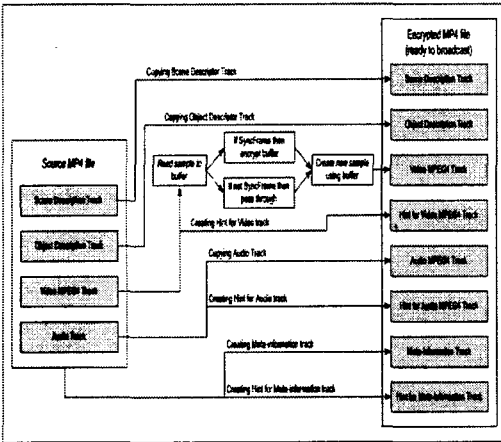 Encrypted MP4 file
(ready to broadcast)
Copying Scene Descriptor Track
Scene Description Track
Copying Object Descriptor Track
Object Description Track
If SyncFrame then
encrypt buffer
Source MP4 file
Read sample to
buffer
Create new sample
using buffer
Video MPEG4 Track
If not SyncFrame then
pass through
Scene Description Track
Creating Hint for Video track
Hint for Video MPEG4 Track
Object Description Track
Copying Audio Track
Audio MPEG4 Track
Video MPEG4 Track
Creating Hint for Audio track
Hint for Audio MPEG4 Track
Audio Track
Creating Meta-information track
Meta-Information Track
Creating Hint for Meta-information track
Hint for Meta-Information Track